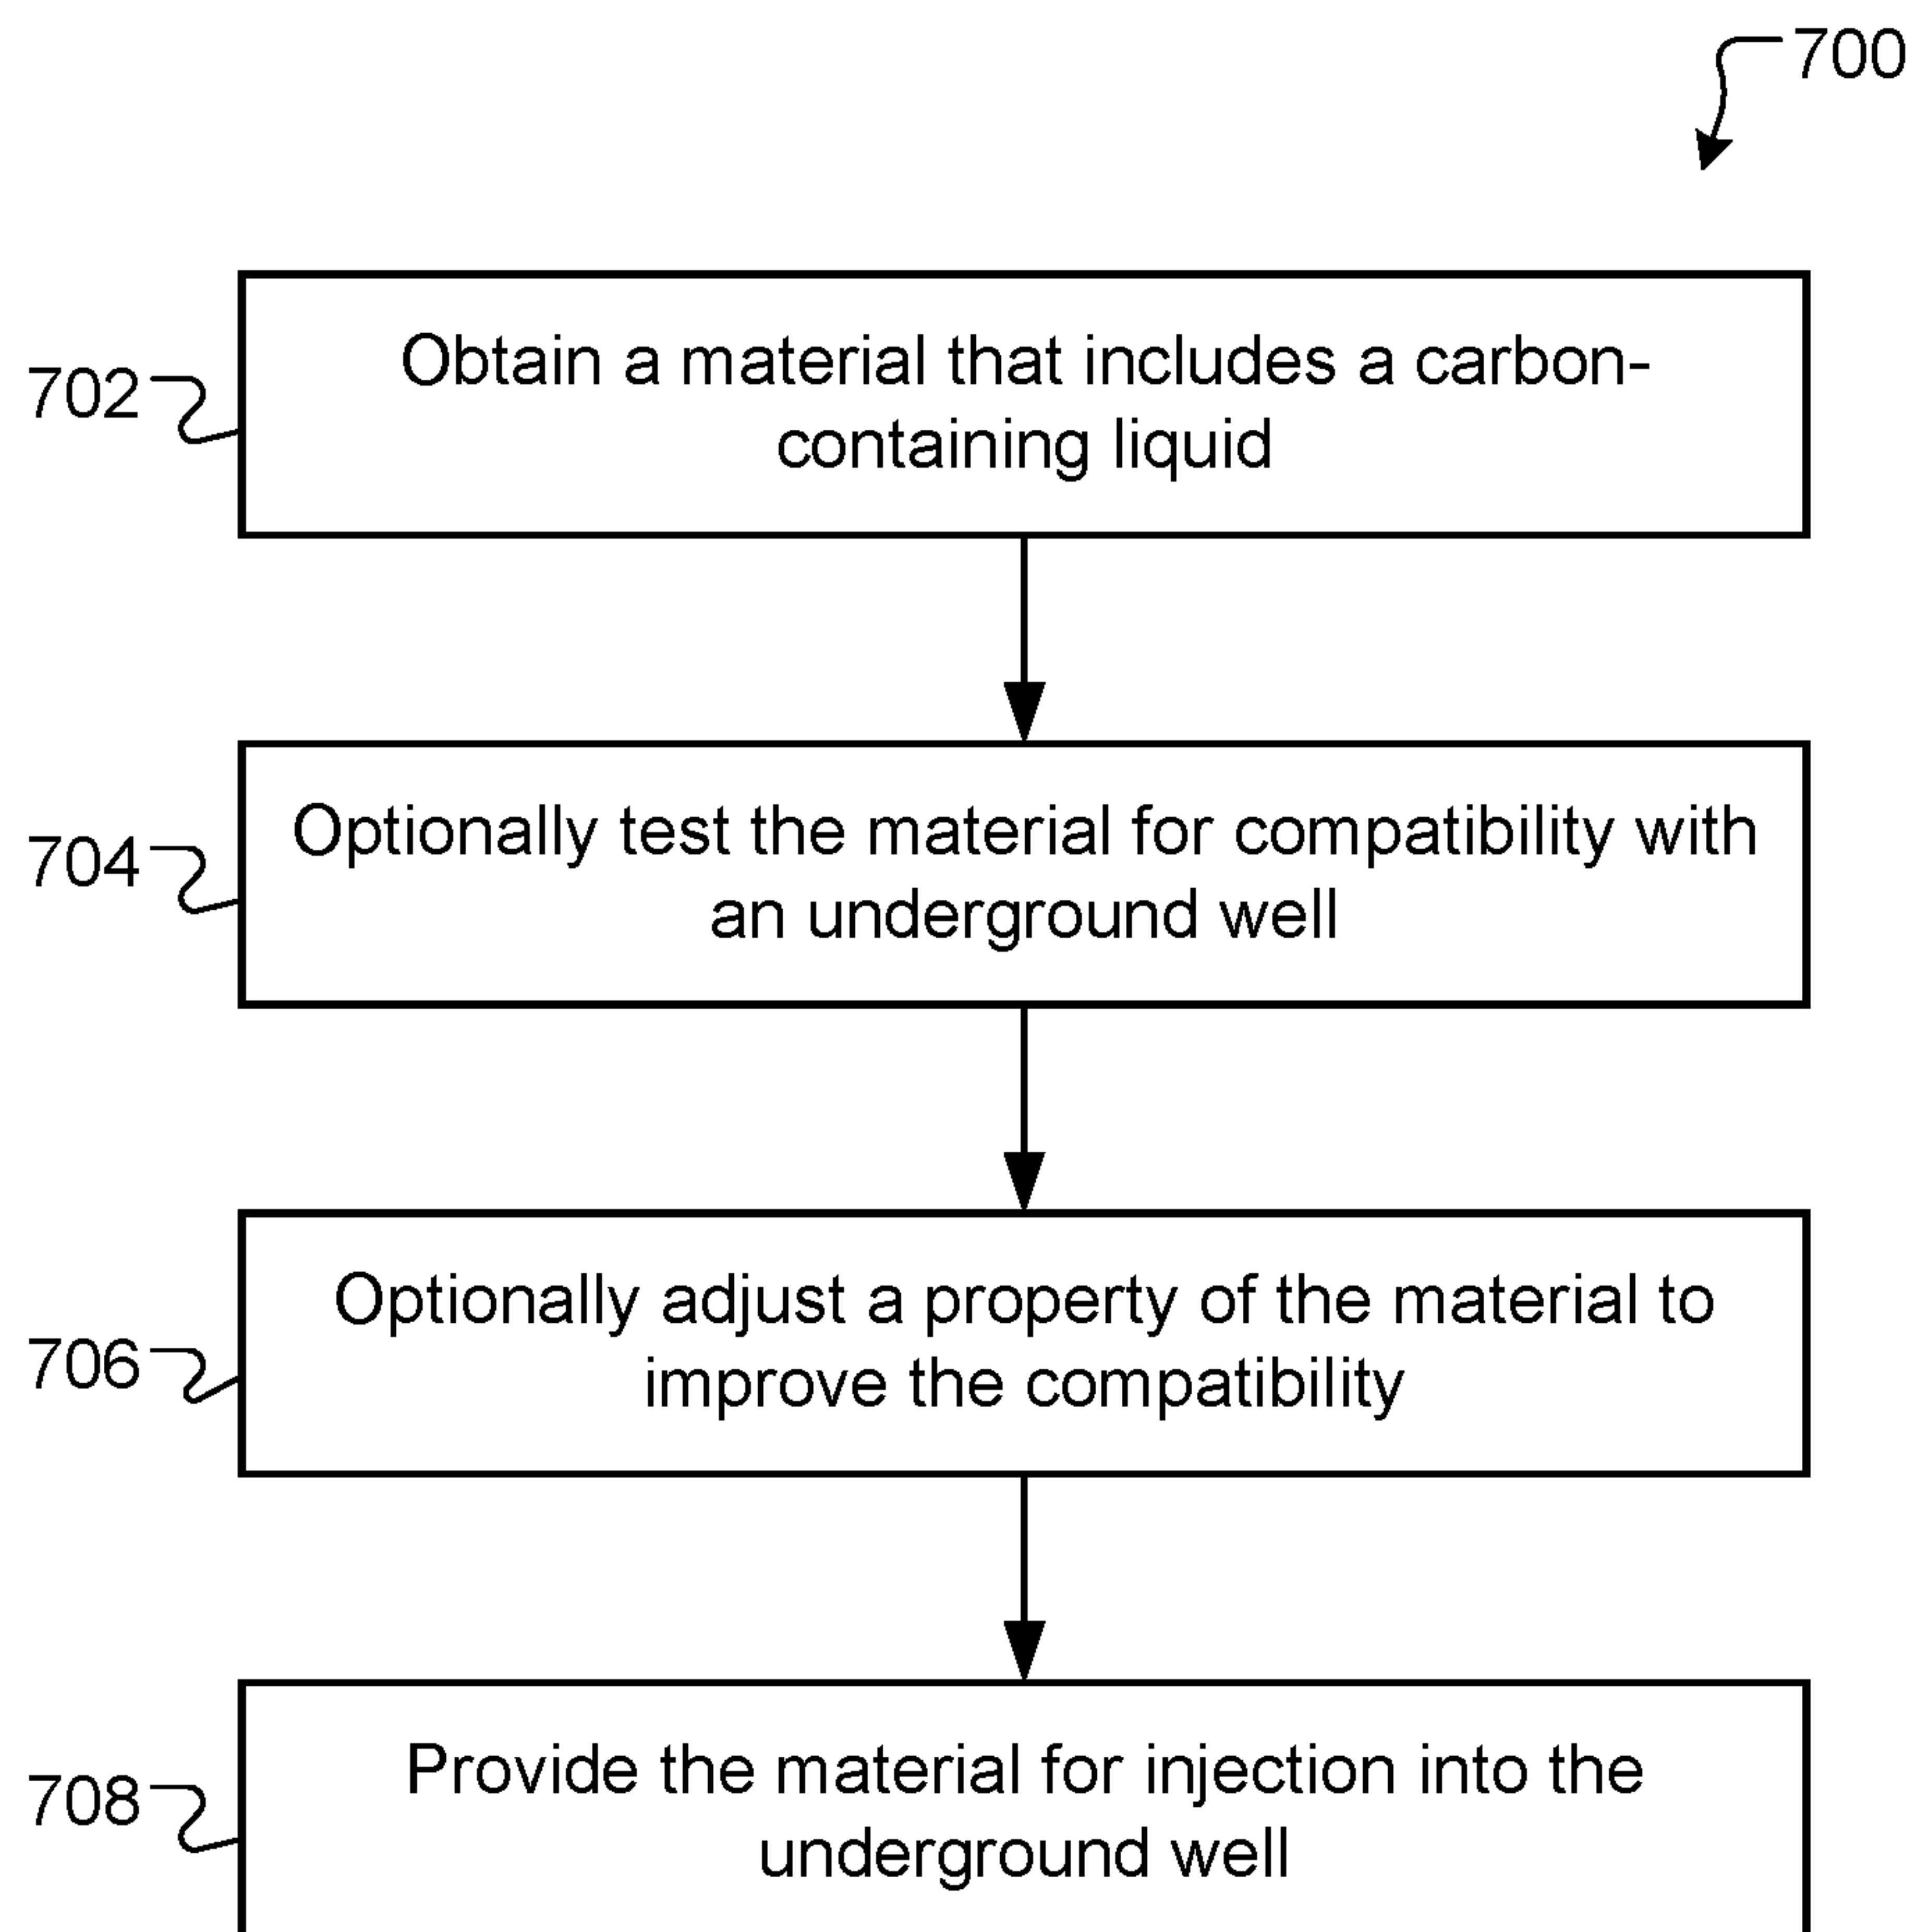 700
702
Obtain a material that includes a carbon-
containing liquid
704
Optionally test the material for compatibility with
an underground well
706
Optionally adjust a property of the material to
improve the compatibility
708
Provide the material for injection into the
underground well